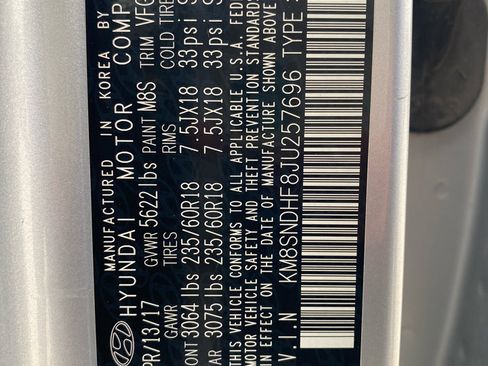 MANUFACTURED IN KOREA BY
HYUNDAI MOTOR COMP
PR/13/17 GVWR 5622 lbs PAINT M8S TRIM VFG
GAWR TIRES RIMS COLD TIRE
ONT 3064 lbs 235/60R18 7.5JX18 33psi S
AR 3075 lbs 235/60R18 7.5JX18 33psi S
THIS VEHICLE CONFORMS TO ALL APPLICABLE U.S.A. FED
MOTOR VEHICLE SAFETY AND THEFT PREVENTION STANDARDS
IN EFFECT ON THE DATE OF MANUFACTURE SHOWN ABOVE
V.I.N KM8SNDHF8JU257696 TYPE